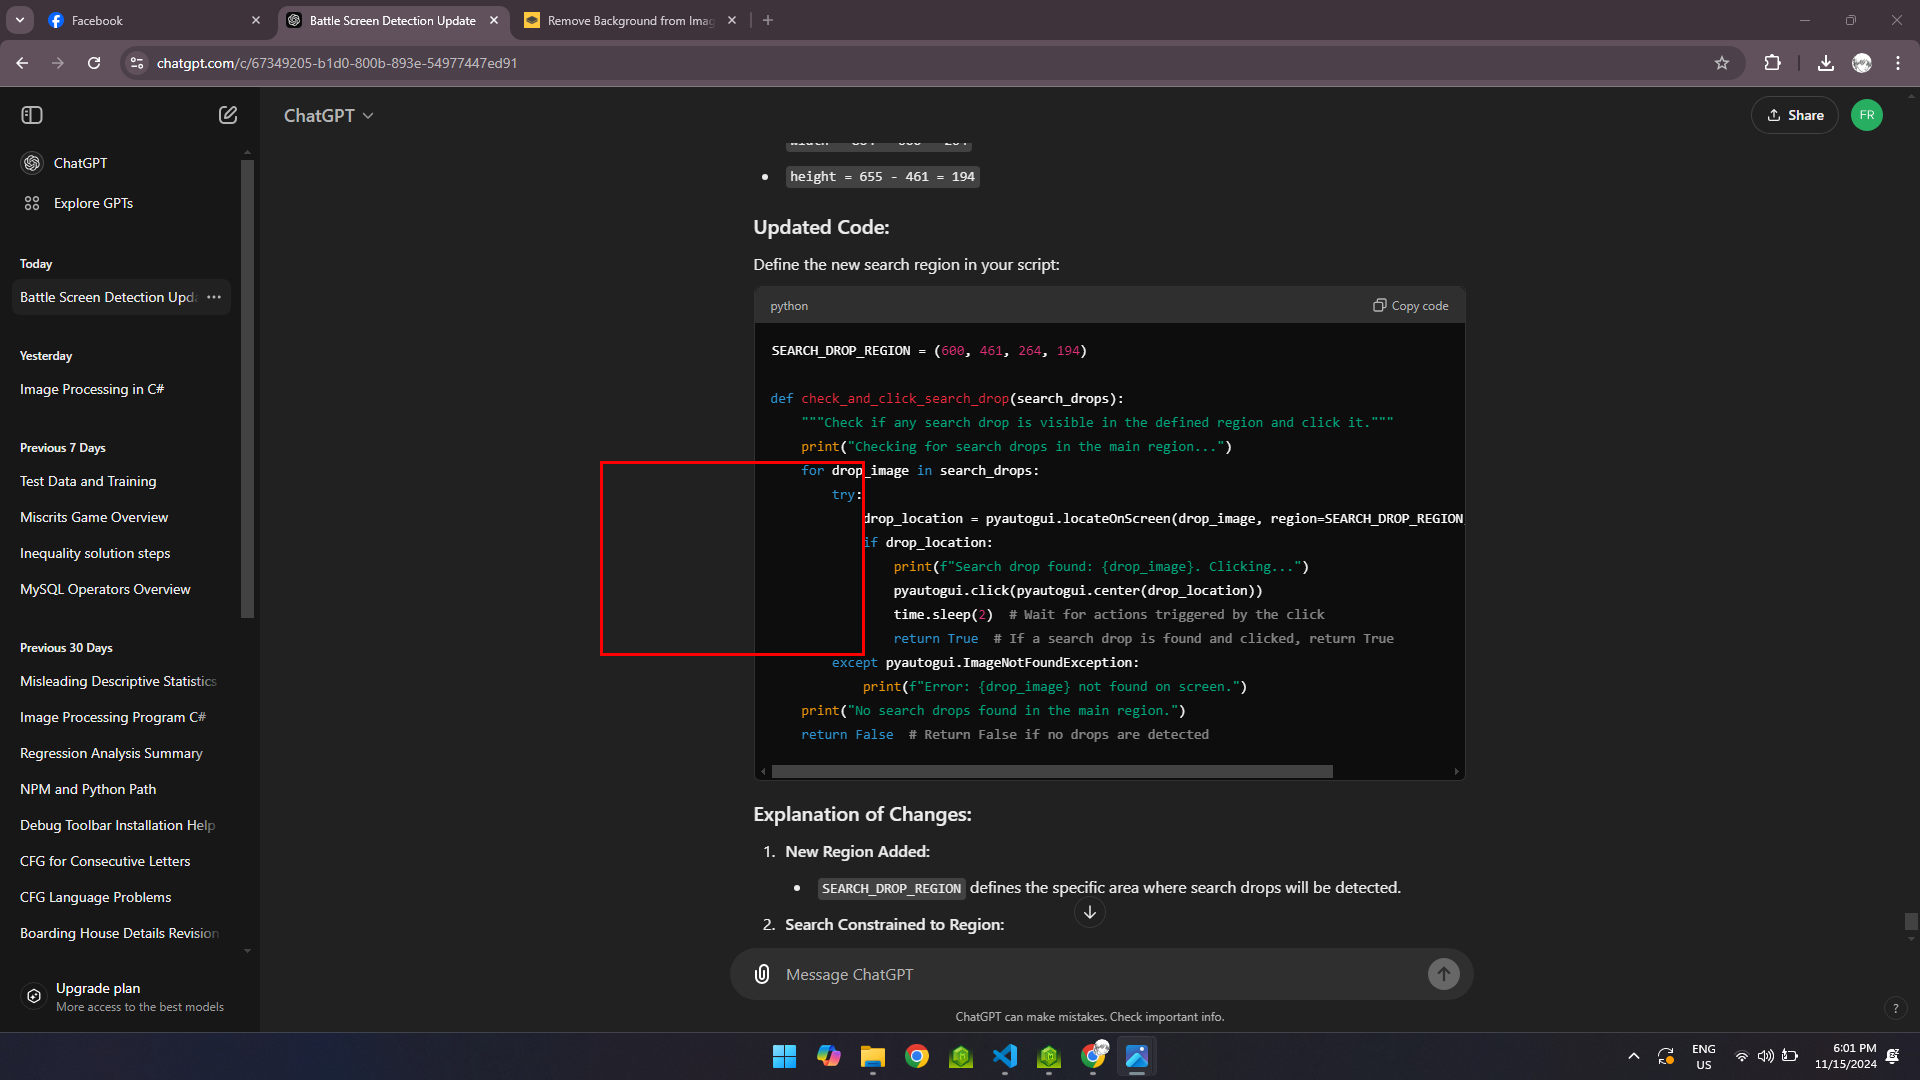 Facebook
Battle Screen Detection Update
Remove Background from Imag
chatgpt.com/c/67349205-b1d0-800b-893e-54977447ed91
ChatGPT
Share
FR
ChatGPT
Explore GPTs
Today
Battle Screen Detection Upda
Yesterday
Image Processing in C#
Previous 7 Days
Test Data and Training
Miscrits Game Overview
Inequality solution steps
MySQL Operators Overview
Previous 30 Days
Misleading Descriptive Statistics
Image Processing Program C#
Regression Analysis Summary
NPM and Python Path
Debug Toolbar Installation Help
CFG for Consecutive Letters
CFG Language Problems
Boarding House Details Revision
Upgrade plan
More access to the best models
height = 655 - 461 = 194
Updated Code:
Define the new search region in your script:
python
Copy code
SEARCH_DROP_REGION = (600, 461, 264, 194)
def check_and_click_search_drop(search_drops):
"""Check if any search drop is visible in the defined region and click it."""
print("Checking for search drops in the main region...")
for drop_image in search_drops:
try:
drop_location = pyautogui.locateOnScreen(drop_image, region=SEARCH_DROP_REGION,
if drop_location:
print(f"Search drop found: {drop_image}. Clicking...")
pyautogui.click(pyautogui.center(drop_location))
time.sleep(2)  # Wait for actions triggered by the click
return True  # If a search drop is found and clicked, return True
except pyautogui.ImageNotFoundException:
print(f"Error: {drop_image} not found on screen.")
print("No search drops found in the main region.")
return False  # Return False if no drops are detected
Explanation of Changes:
1. New Region Added:
SEARCH_DROP_REGION defines the specific area where search drops will be detected.
2. Search Constrained to Region:
Message ChatGPT
ChatGPT can make mistakes. Check important info.
?
ENG
US
6:01 PM
11/15/2024